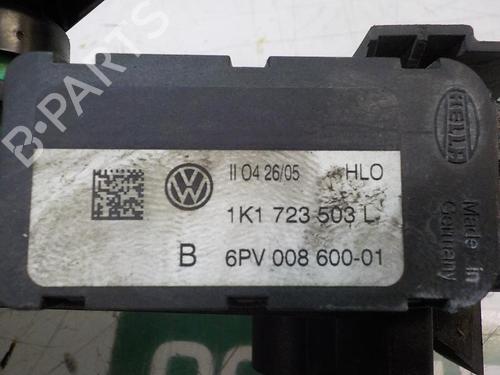 B-PARTS
HELLA
II 04 26/05 HLO
1K1 723 503 L
B 6PV 008 600-01
Made in
Germany